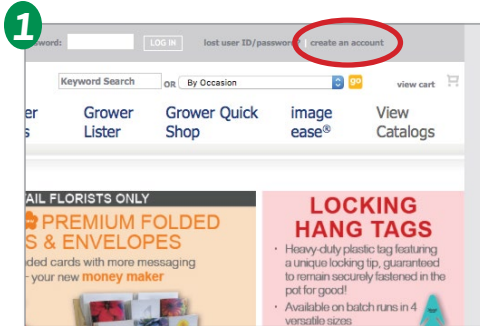 1
password: LOG IN lost user ID/password? | create an account
Keyword Search OR By Occasion go view cart
er Grower Grower Quick image View
s Lister Shop ease® Catalogs
AIL FLORISTS ONLY
PREMIUM FOLDED
S & ENVELOPES
ded cards with more messaging
your new money maker
LOCKING
HANG TAGS
· Heavy-duty plastic tag featuring
a unique locking tip, guaranteed
to remain securely fastened in the
pot for good!
· Available on batch runs in 4
versatile sizes